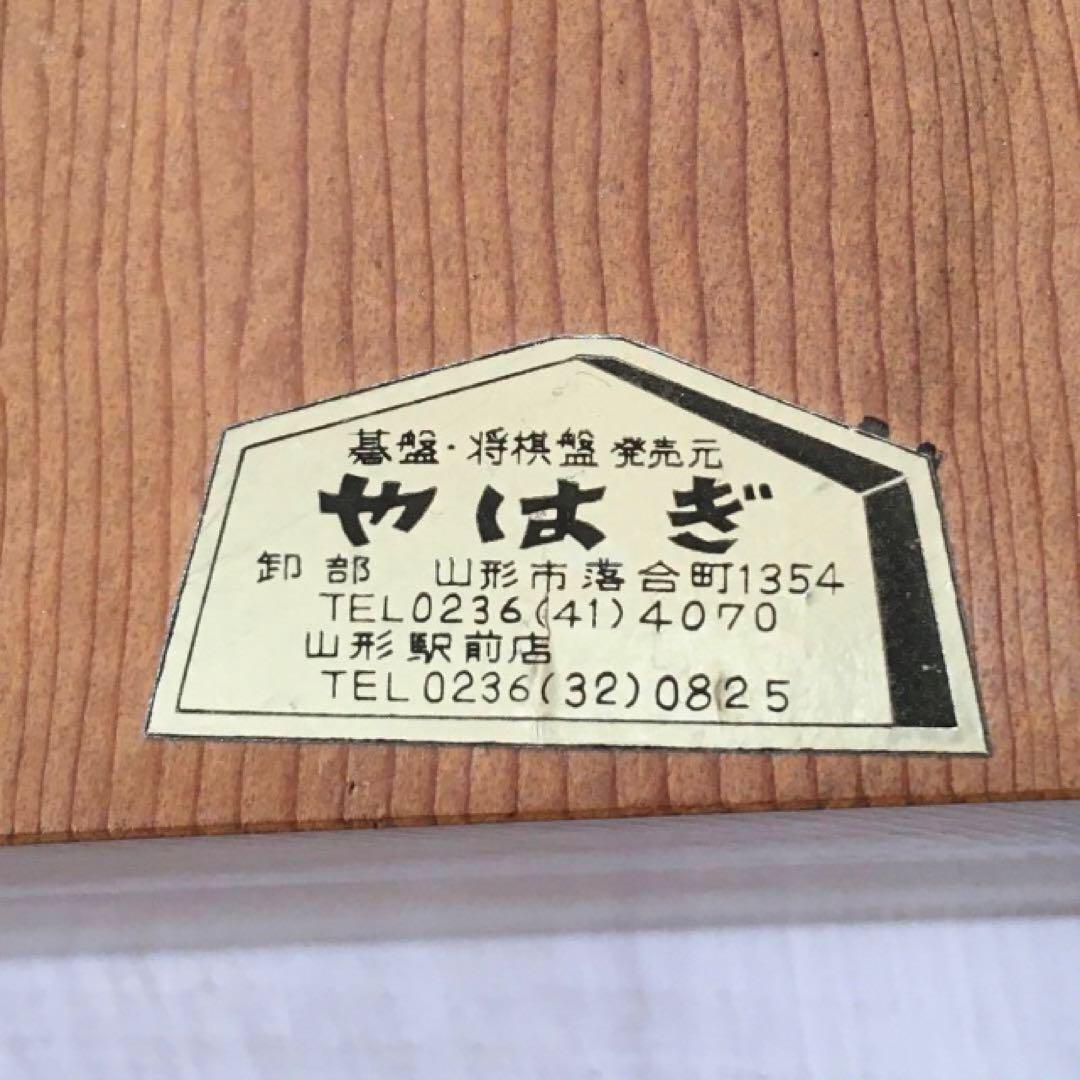 碁盤・将棋盤 発売元
やはぎ
卸部 山形市落合町1354
TEL0236(41)4070
山形駅前店
TEL0236(32)0825